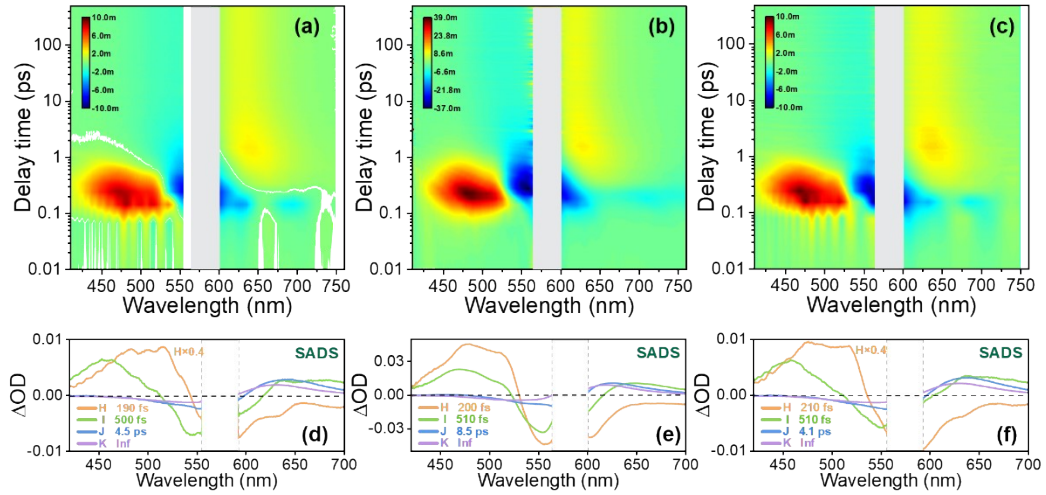 (a)
10.0m
6.0m
2.0m
-2.0m
-6.0m
-10.0m
Delay time (ps)
100
10
1
0.1
0.01
450 500 550 600 650 700 750
Wavelength (nm)
(b)
39.0m
23.8m
8.6m
-6.6m
-21.8m
-37.0m
Delay time (ps)
100
10
1
0.1
0.01
450 500 550 600 650 700 750
Wavelength (nm)
(c)
10.0m
6.0m
2.0m
-2.0m
-6.0m
-10.0m
Delay time (ps)
100
10
1
0.1
0.01
450 500 550 600 650 700 750
Wavelength (nm)
ΔOD
0.01
0.00
-0.01
H×0.4
SADS
H 190 fs
I 500 fs
J 4.5 ps
K Inf
(d)
450 500 550 600 650 700
Wavelength (nm)
ΔOD
0.03
0.00
-0.03
SADS
H 200 fs
I 510 fs
J 8.5 ps
K Inf
(e)
450 500 550 600 650 700
Wavelength (nm)
ΔOD
0.01
0.00
-0.01
H×0.4
SADS
H 210 fs
I 510 fs
J 4.1 ps
K Inf
(f)
450 500 550 600 650 700
Wavelength (nm)